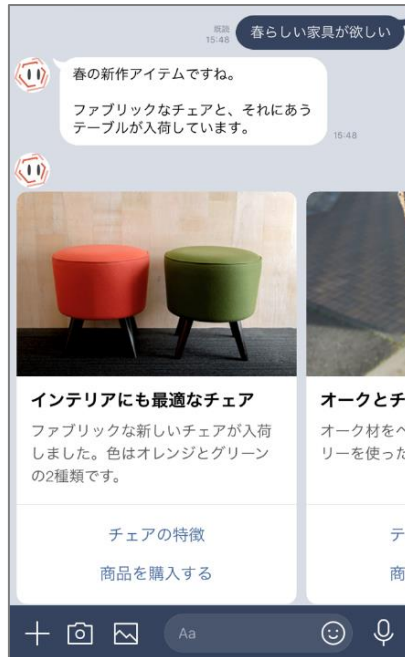 既読
15:48
春らしい家具が欲しい
春の新作アイテムですね。
ファブリックなチェアと、それにあう
テーブルが入荷しています。
15:48
インテリアにも最適なチェア
ファブリックな新しいチェアが入荷
しました。色はオレンジとグリーン
の2種類です。
チェアの特徴
商品を購入する
オークとチ
オーク材をベ
リーを使った
テ
商
Aa